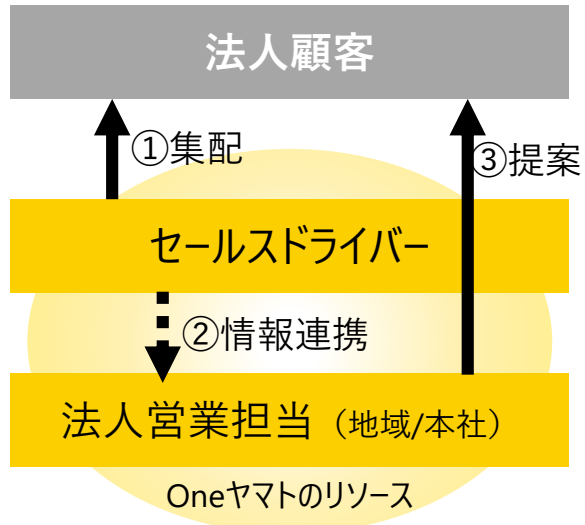 法人顧客
①集配
③提案
セールスドライバー
②情報連携
法人営業担当（地域/本社）
Oneヤマトのリソース